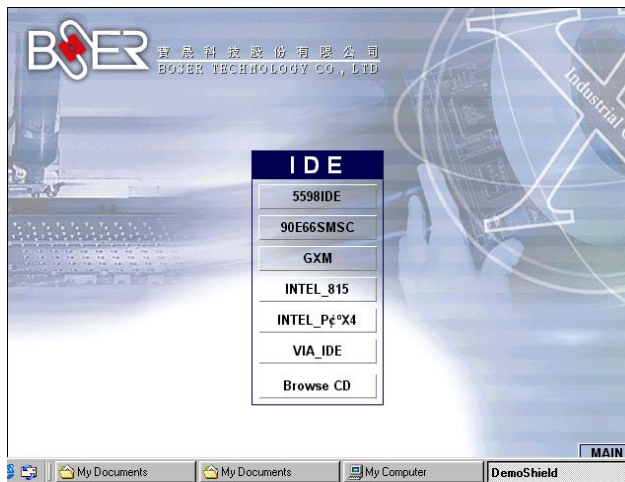 BOSER
寶晟科技股份有限公司
BOSER TECHNOLOGY CO., LTD
Industrial
IDE
5598IDE
90E66SMSC
GXM
INTEL_815
INTEL_P¢ºX4
VIA_IDE
Browse CD
MAIN
My Documents
My Documents
My Computer
DemoShield